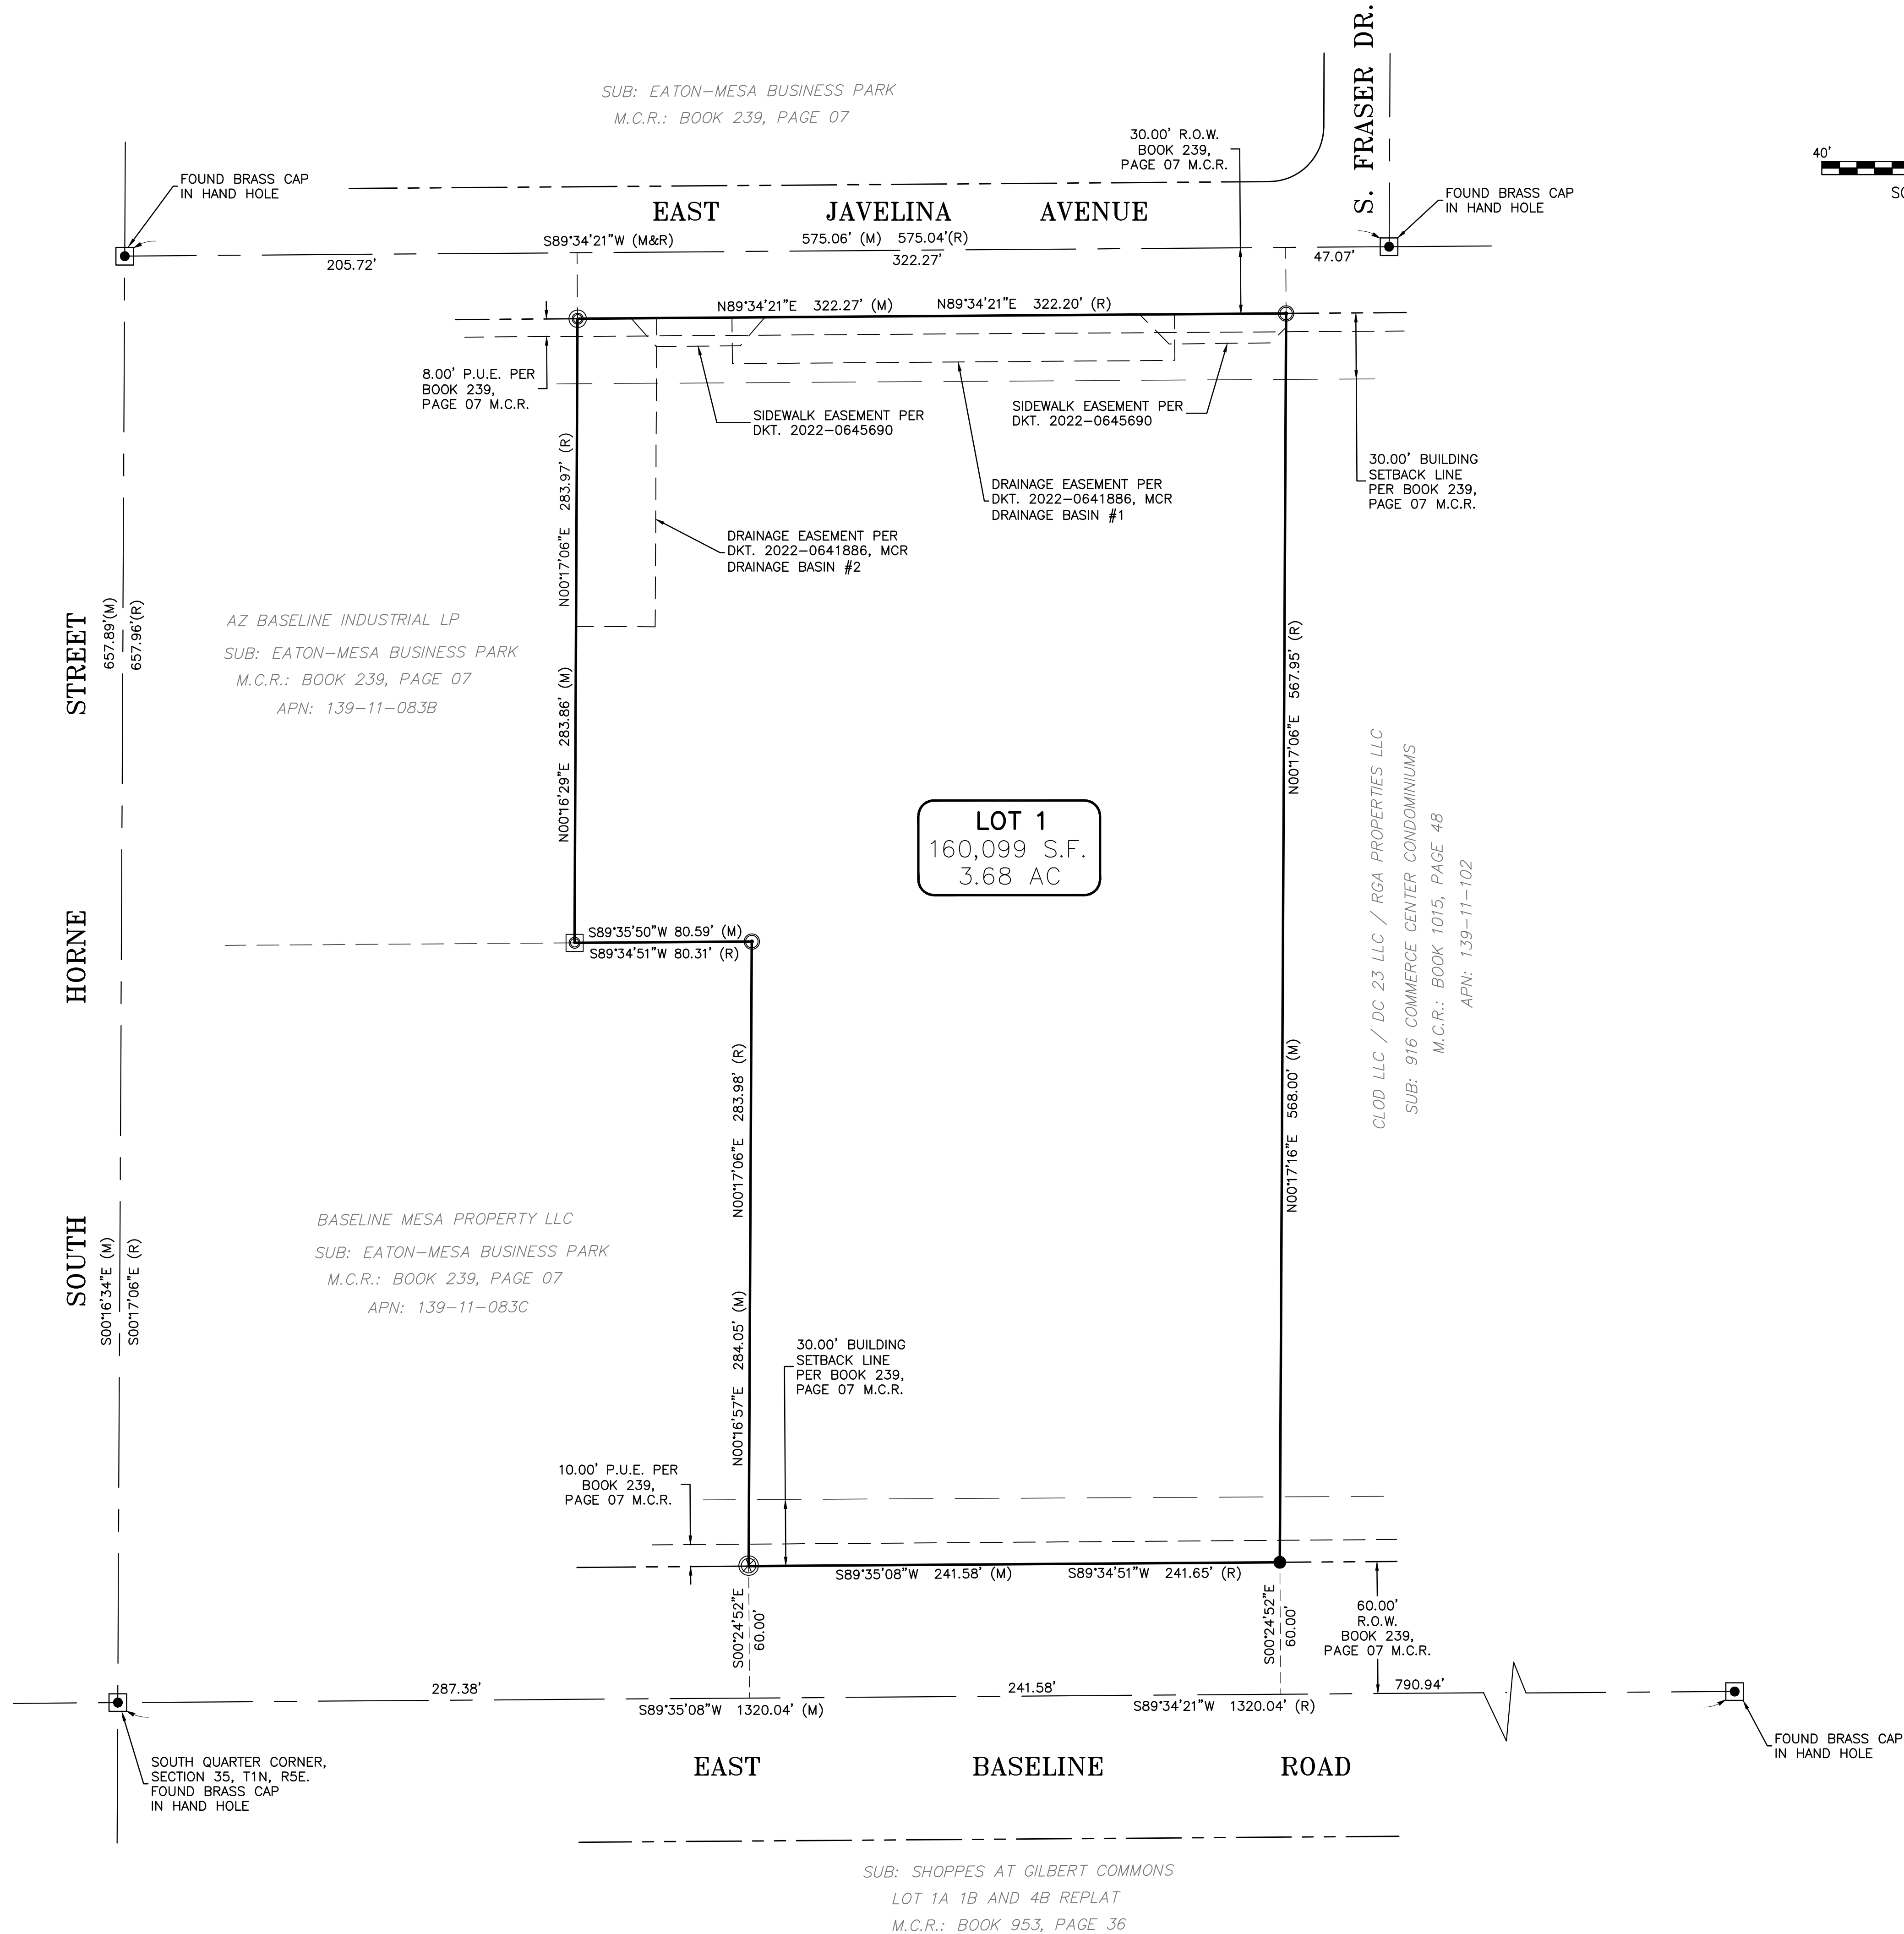 S. FRASER DR.
SUB: EATON-MESA BUSINESS PARK
M.C.R.: BOOK 239, PAGE 07
30.00' R.O.W.
BOOK 239,
PAGE 07 M.C.R.
40'
FOUND BRASS CAP
IN HAND HOLE
FOUND BRASS CAP
IN HAND HOLE
EAST JAVELINA AVENUE
S89°34'21"W (M&R) 575.06' (M) 575.04'(R)
205.72' 322.27' 47.07'
N89°34'21"E 322.27' (M) N89°34'21"E 322.20' (R)
8.00' P.U.E. PER
BOOK 239,
PAGE 07 M.C.R.
SIDEWALK EASEMENT PER
DKT. 2022-0645690
SIDEWALK EASEMENT PER
DKT. 2022-0645690
30.00' BUILDING
SETBACK LINE
PER BOOK 239,
PAGE 07 M.C.R.
DRAINAGE EASEMENT PER
DKT. 2022-0641886, MCR
DRAINAGE BASIN #1
DRAINAGE EASEMENT PER
DKT. 2022-0641886, MCR
DRAINAGE BASIN #2
N00°17'06"E 283.97' (R)
N00°16'29"E 283.86' (M)
SOUTH HORNE STREET
657.89'(M)
657.96'(R)
S00°16'34"E (M)
S00°17'06"E (R)
AZ BASELINE INDUSTRIAL LP
SUB: EATON-MESA BUSINESS PARK
M.C.R.: BOOK 239, PAGE 07
APN: 139-11-083B
N00°17'06"E 567.95' (R)
N00°17'16"E 568.00' (M)
CLOD LLC / DC 23 LLC / RGA PROPERTIES LLC
SUB: 916 COMMERCE CENTER CONDOMINIUMS
M.C.R.: BOOK 1015, PAGE 48
APN: 139-11-102
LOT 1
160,099 S.F.
3.68 AC
S89°35'50"W 80.59' (M)
S89°34'51"W 80.31' (R)
N00°17'06"E 283.98' (R)
N00°16'57"E 284.05' (M)
BASELINE MESA PROPERTY LLC
SUB: EATON-MESA BUSINESS PARK
M.C.R.: BOOK 239, PAGE 07
APN: 139-11-083C
30.00' BUILDING
SETBACK LINE
PER BOOK 239,
PAGE 07 M.C.R.
10.00' P.U.E. PER
BOOK 239,
PAGE 07 M.C.R.
S89°35'08"W 241.58' (M) S89°34'51"W 241.65' (R)
S00°24'52"E
60.00'
S00°24'52"E
60.00'
60.00'
R.O.W.
BOOK 239,
PAGE 07 M.C.R.
287.38' 241.58' 790.94'
S89°35'08"W 1320.04' (M) S89°34'21"W 1320.04' (R)
FOUND BRASS CAP
IN HAND HOLE
SOUTH QUARTER CORNER,
SECTION 35, T1N, R5E.
FOUND BRASS CAP
IN HAND HOLE
EAST BASELINE ROAD
SUB: SHOPPES AT GILBERT COMMONS
LOT 1A 1B AND 4B REPLAT
M.C.R.: BOOK 953, PAGE 36